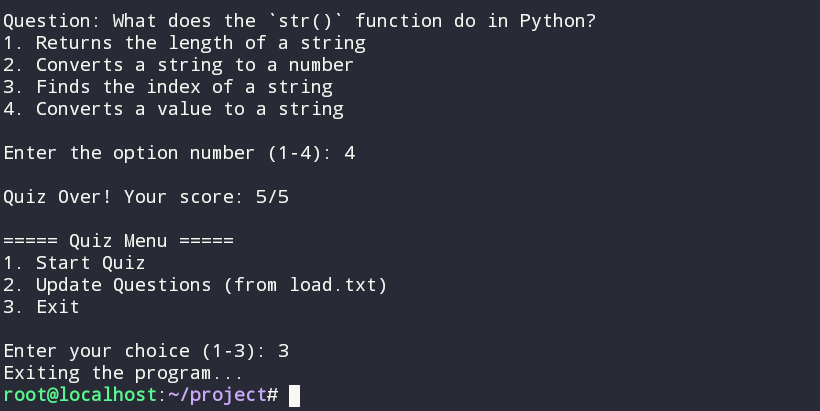 Question: What does the `str()` function do in Python?
1. Returns the length of a string
2. Converts a string to a number
3. Finds the index of a string
4. Converts a value to a string
Enter the option number (1-4): 4
Quiz Over! Your score: 5/5
===== Quiz Menu =====
1. Start Quiz
2. Update Questions (from load.txt)
3. Exit
Enter your choice (1-3): 3
Exiting the program...
root@localhost:~/project#